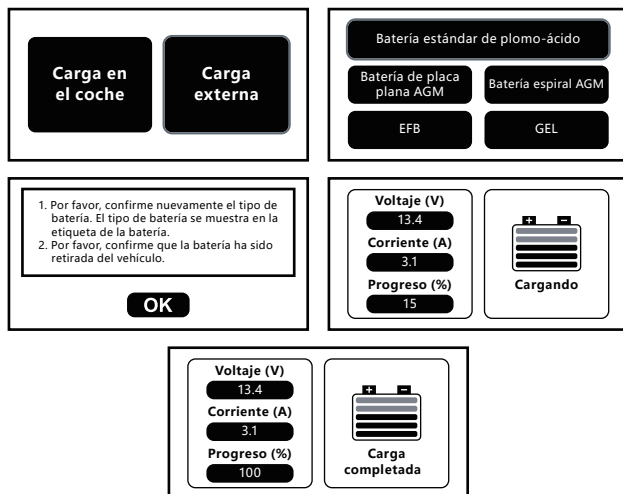 Carga en
el coche
Carga
externa
Batería estándar de plomo-ácido
Batería de placa
plana AGM
Batería espiral AGM
EFB
GEL
1. Por favor, confirme nuevamente el tipo de
batería. El tipo de batería se muestra en la
etiqueta de la batería.
2. Por favor, confirme que la batería ha sido
retirada del vehículo.
OK
Voltaje (V)
13.4
Corriente (A)
3.1
Progreso (%)
15
+ -
Cargando
Voltaje (V)
13.4
Corriente (A)
3.1
Progreso (%)
100
+ -
Carga
completada